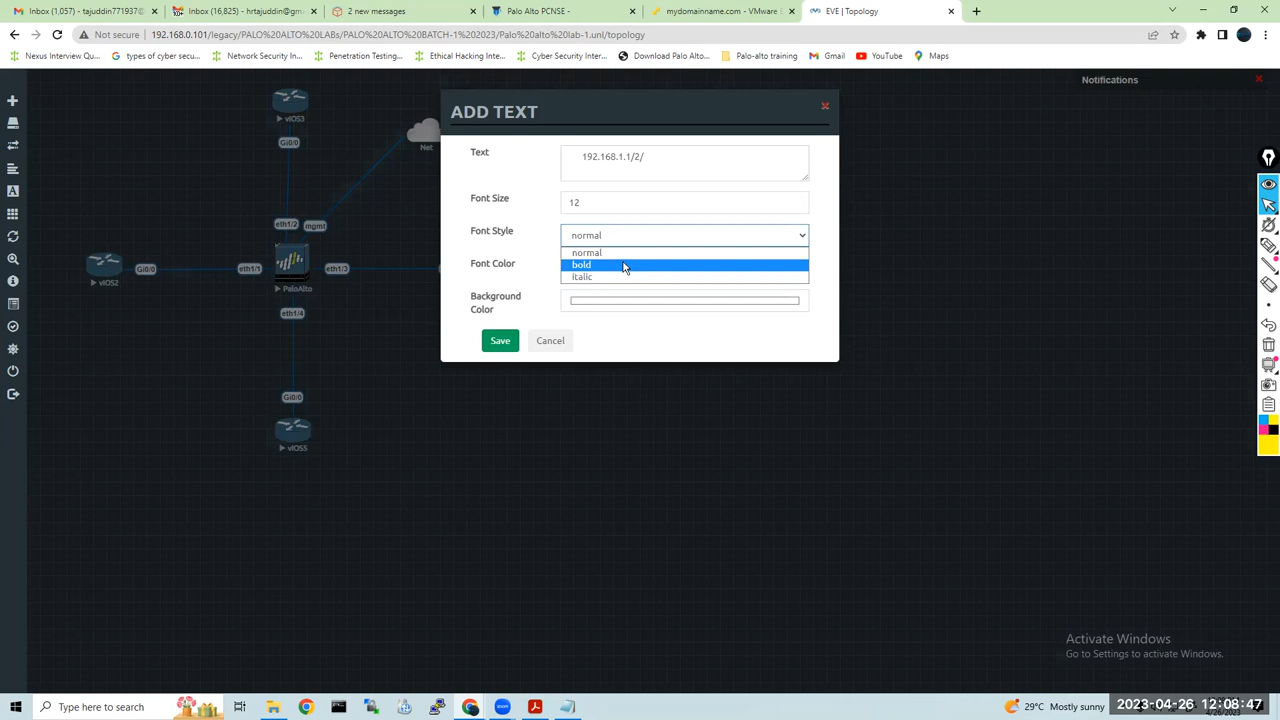 Inbox (1,057) - tajuddin771937@
Inbox (16,825) - hrtajuddin@gm
2 new messages
Palo Alto PCNSE -
mydomainname.com - VMware
EVE | Topology
Not secure
192.168.0.101/legacy/PALO%20ALTO%20LABs/PALO%20ALTO%20BATCH-1%202023/Palo%20alto%20lab-1.unl/topology
Nexus Interview Qu...
types of cyber secu...
Network Security In...
Penetration Testing...
Ethical Hacking Inte...
Cyber Security Inter...
Download Palo Alto...
Palo-alto training
Gmail
YouTube
Maps
Notifications
ADD TEXT
Text
192.168.1.1/2/
Font Size
12
Font Style
normal
normal
bold
italic
Font Color
Background
Color
Save
Cancel
vIOS3
Gi0/0
Net
eth1/2
mgmt
vIOS2
Gi0/0
eth1/1
PaloAlto
eth1/3
eth1/4
Gi0/0
vIOS5
Activate Windows
Go to Settings to activate Windows.
Type here to search
zoom
29°C Mostly sunny
2023-04-26 12:08:47
4/26/2023